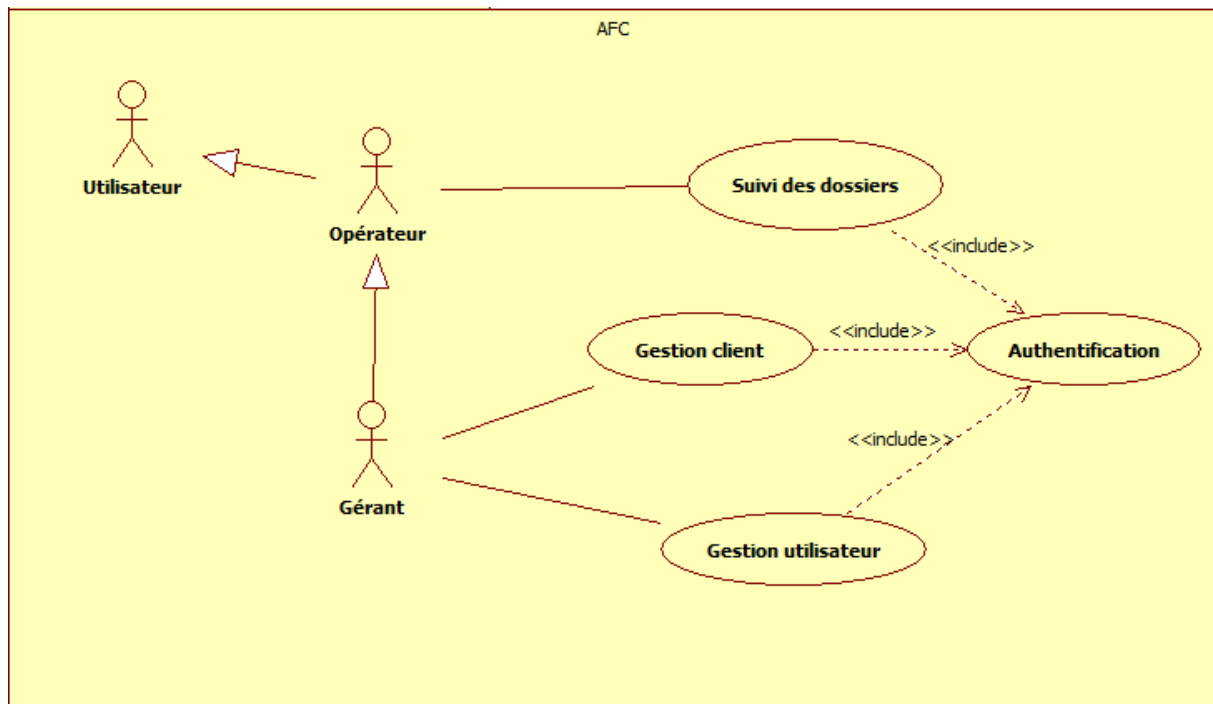 AFC
Utilisateur
Opérateur
Suivi des dossiers
<<include>>
Gestion client
<<include>>
Authentification
<<include>>
Gérant
Gestion utilisateur